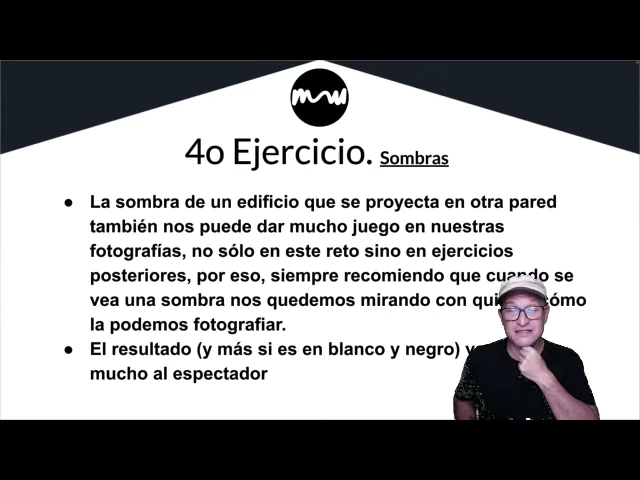 4o Ejercicio. Sombras
● La sombra de un edificio que se proyecta en otra pared
también nos puede dar mucho juego en nuestras
fotografías, no sólo en este reto sino en ejercicios
posteriores, por eso, siempre recomiendo que cuando se
vea una sombra nos quedemos mirando con cómo
la podemos fotografiar.
● El resultado (y más si es en blanco y negro)
mucho al espectador